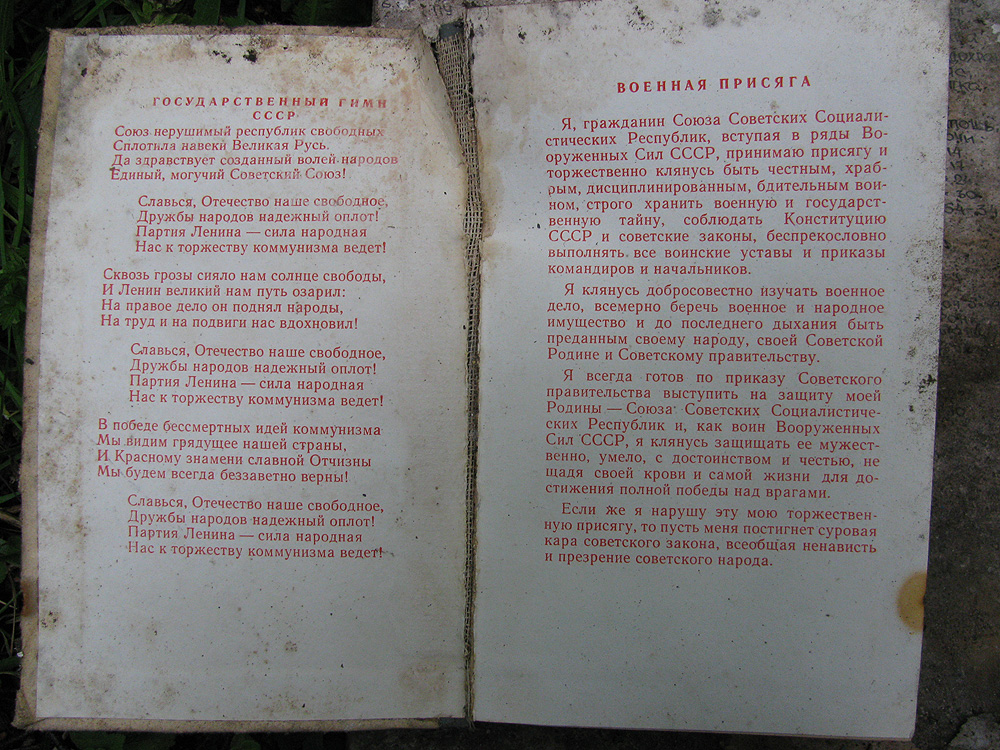 ГОСУДАРСТВЕННЫЙ ГИМН
СССР
Союз нерушимый республик свободных
Сплотила навеки Великая Русь.
Да здравствует созданный волей народов
Единый, могучий Советский Союз!
Славься, Отечество наше свободное,
Дружбы народов надежный оплот!
Партия Ленина — сила народная
Нас к торжеству коммунизма ведет!
Сквозь грозы сияло нам солнце свободы,
И Ленин великий нам путь озарил:
На правое дело он поднял народы,
На труд и на подвиги нас вдохновил!
Славься, Отечество наше свободное,
Дружбы народов надежный оплот!
Партия Ленина — сила народная
Нас к торжеству коммунизма ведет!
В победе бессмертных идей коммунизма
Мы видим грядущее нашей страны,
И Красному знамени славной Отчизны
Мы будем всегда беззаветно верны!
Славься, Отечество наше свободное,
Дружбы народов надежный оплот!
Партия Ленина — сила народная
Нас к торжеству коммунизма ведет!
ВОЕННАЯ ПРИСЯГА
Я, гражданин Союза Советских Социали-
стических Республик, вступая в ряды Во-
оруженных Сил СССР, принимаю присягу и
торжественно клянусь быть честным, храб-
рым, дисциплинированным, бдительным вои-
ном, строго хранить военную и государст-
венную тайну, соблюдать Конституцию
СССР и советские законы, беспрекословно
выполнять все воинские уставы и приказы
командиров и начальников.
Я клянусь добросовестно изучать военное
дело, всемерно беречь военное и народное
имущество и до последнего дыхания быть
преданным своему народу, своей Советской
Родине и Советскому правительству.
Я всегда готов по приказу Советского
правительства выступить на защиту моей
Родины — Союза Советских Социалистиче-
ских Республик и, как воин Вооруженных
Сил СССР, я клянусь защищать ее мужест-
венно, умело, с достоинством и честью, не
щадя своей крови и самой жизни для до-
стижения полной победы над врагами.
Если же я нарушу эту мою торжествен-
ную присягу, то пусть меня постигнет суровая
кара советского закона, всеобщая ненависть
и презрение советского народа.